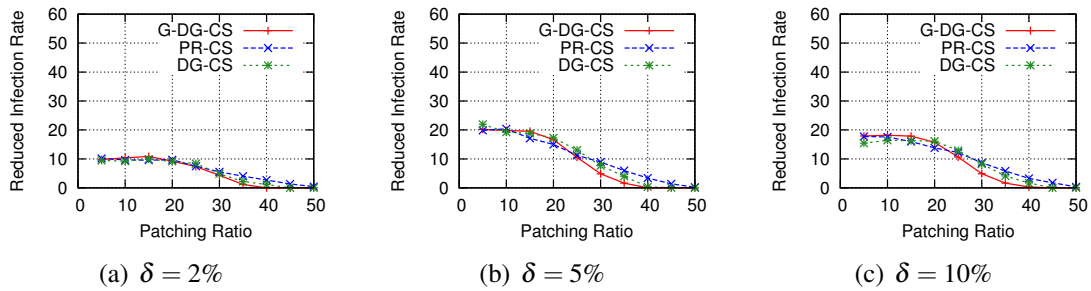 Reduced Infection Rate
60
50
40
30
20
10
0
G-DG-CS
PR-CS
DG-CS
0 10 20 30 40 50
Patching Ratio
(a) δ = 2%
Reduced Infection Rate
60
50
40
30
20
10
0
G-DG-CS
PR-CS
DG-CS
0 10 20 30 40 50
Patching Ratio
(b) δ = 5%
Reduced Infection Rate
60
50
40
30
20
10
0
G-DG-CS
PR-CS
DG-CS
0 10 20 30 40 50
Patching Ratio
(c) δ = 10%